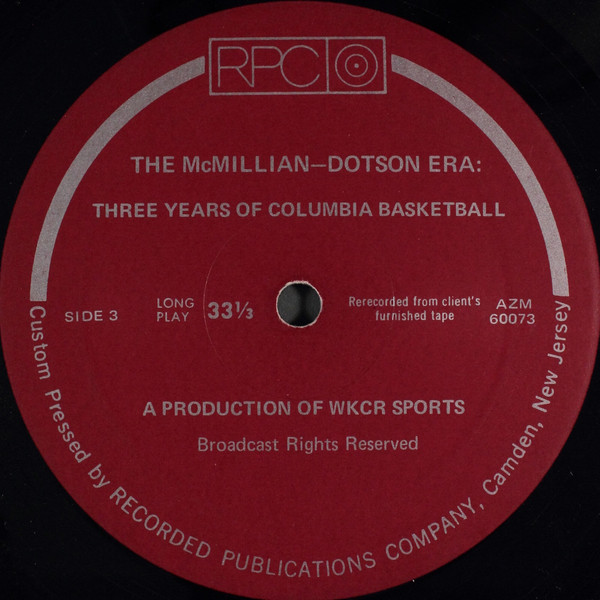 RPC
THE McMILLIAN—DOTSON ERA:
THREE YEARS OF COLUMBIA BASKETBALL
SIDE 3
LONG
PLAY
33⅓
Rerecorded from client's
furnished tape
AZM
60073
A PRODUCTION OF WKCR SPORTS
Broadcast Rights Reserved
Custom Pressed by RECORDED PUBLICATIONS COMPANY, Camden, New Jersey